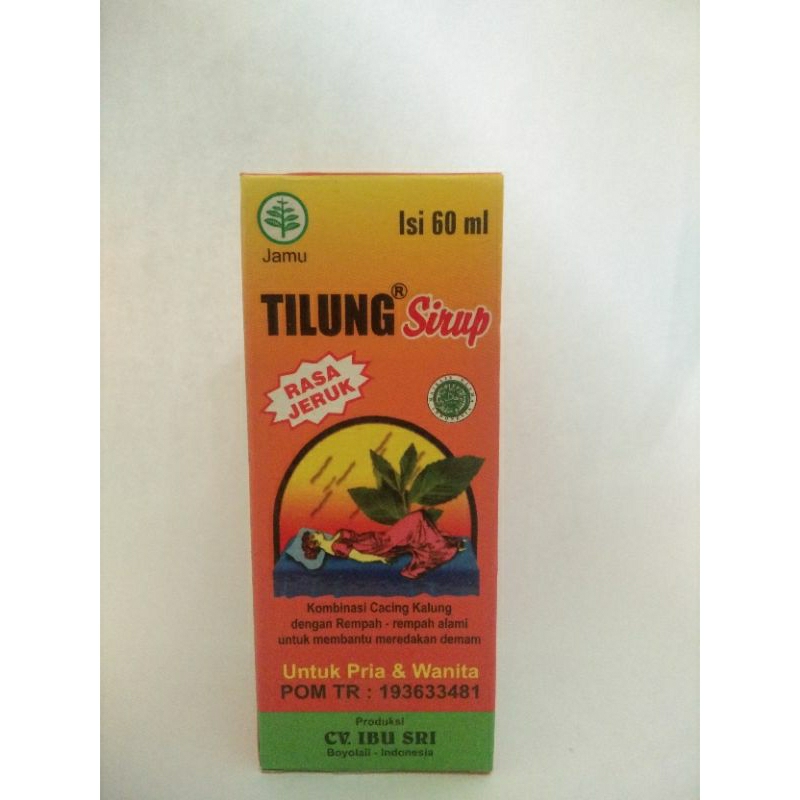 Isi 60 ml
Jamu
TILUNG® Sirup
RASA
JERUK
Kombinasi Cacing Kalung
dengan Rempah - rempah alami
untuk membantu meredakan demam
Untuk Pria & Wanita
POM TR : 193633481
Produksi
CV. IBU SRI
Boyolali - Indonesia